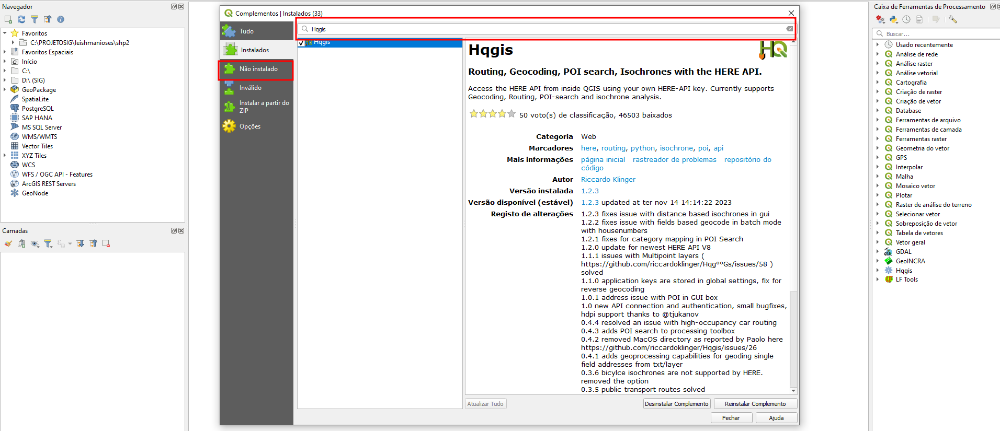 Navegador
Favoritos
C:\PROJETOSIG\leishmanioses\shp2
Favoritos Espaciais
Início
C:\
D:\ (SIG)
GeoPackage
SpatiaLite
PostgreSQL
SAP HANA
MS SQL Server
WMS/WMTS
Vector Tiles
XYZ Tiles
WCS
WFS / OGC API - Features
ArcGIS REST Servers
GeoNode
Camadas
Complementos | Instalados (33)
Tudo
Instalados
Não instalado
Inválido
Instalar a partir do
ZIP
Opções
Hqgis
Hqgis
Hqgis
HQ
Routing, Geocoding, POI search, Isochrones with the HERE API.
Access the HERE API from inside QGIS using your own HERE-API key. Currently supports
Geocoding, Routing, POI-search and isochrone analysis.
50 voto(s) de classificação, 46503 baixados
Categoria Web
Marcadores here, routing, python, isochrone, poi, api
Mais informações página inicial rastreador de problemas repositório do
código
Autor Riccardo Klinger
Versão instalada 1.2.3
Versão disponível (estável) 1.2.3 updated at ter nov 14 14:14:22 2023
Registo de alterações 1.2.3 fixes issue with distance based isochrones in gui
1.2.2 fixes issue with fields based geocode in batch mode
with housenumbers
1.2.1 fixes for category mapping in POI Search
1.2.0 update for newest HERE API V8
1.1.1 issues with Multipoint layers (
https://github.com/riccardoklinger/Hqg°°Gs/issues/58 )
solved
1.1.0 application keys are stored in global settings, fix for
reverse geocoding
1.0.1 address issue with POI in GUI box
1.0 new API connection and authentication, small bugfixes,
hdpi support thanks to @tjukanov
0.4.4 resolved an issue with high-occupancy car routing
0.4.3 adds POI search to processing toolbox
0.4.2 removed MacOS directory as reported by Paolo here
https://github.com/riccardoklinger/Hqgis/issues/26
0.4.1 adds geoprocessing capabilities for geoding single
field addresses from txt/layer
0.3.6 bicylce isochrones are not supported by HERE.
removed the option
0.3.5 public transport routes solved
Atualizar Tudo
Desinstalar Complemento
Reinstalar Complemento
Fechar
Ajuda
Caixa de Ferramentas de Processamento
Buscar...
Usado recentemente
Análise de rede
Análise raster
Análise vetorial
Cartografia
Criação de raster
Criação de vetor
Database
Ferramentas de arquivo
Ferramentas de camada
Ferramentas raster
Geometria do vetor
GPS
Interpolar
Malha
Mosaico vetor
Plotar
Raster de análise do terreno
Selecionar vetor
Sobreposição de vetor
Tabela de vetores
Vetor geral
GDAL
GeoINCRA
Hqgis
LF Tools